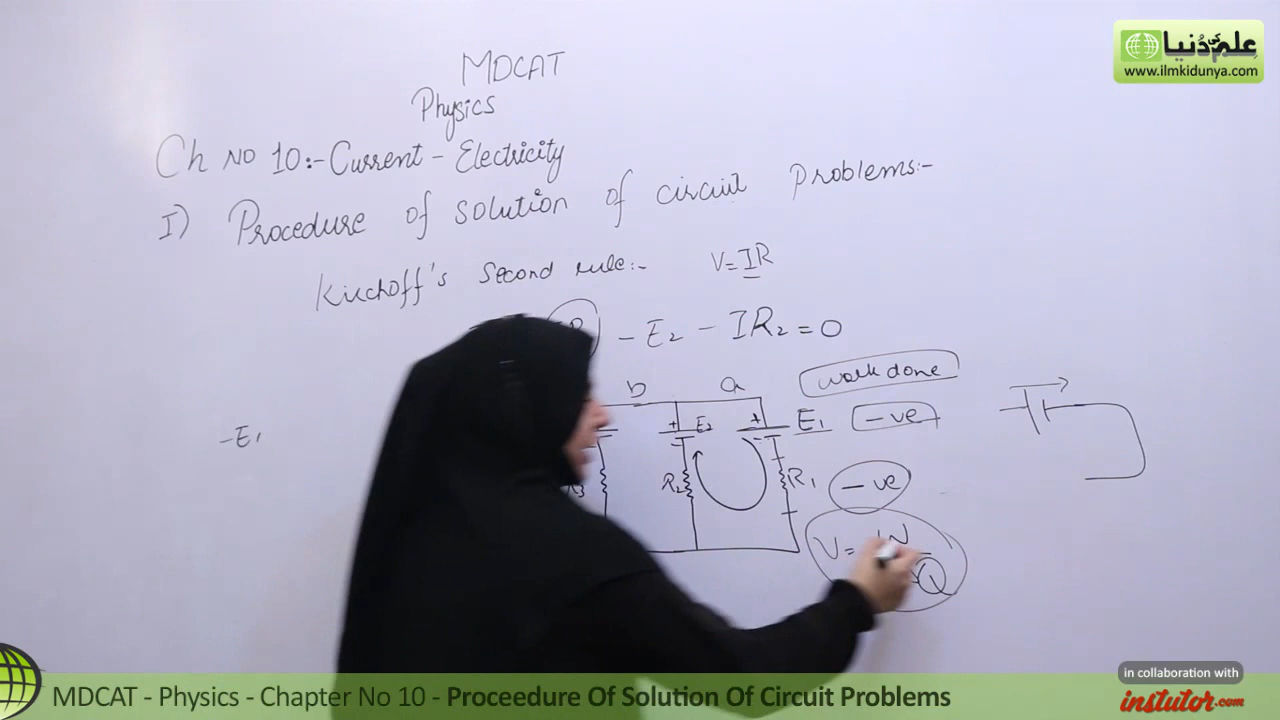 علم کی دُنیا
www.ilmkidunya.com
MDCAT
Physics
Ch No 10:- Current - Electricity
I) Procedure of solution of circuit Problems:-
Kirchoff's second rule:- V=IR
- E₂ - IR₂ = 0
work done
b a
+ E₂ + E₁ -ve
- -
-E₁
R₃ R₂ R₁ -ve
V= W
Q
in collaboration with
instutor.com
MDCAT - Physics - Chapter No 10 - Proceedure Of Solution Of Circuit Problems